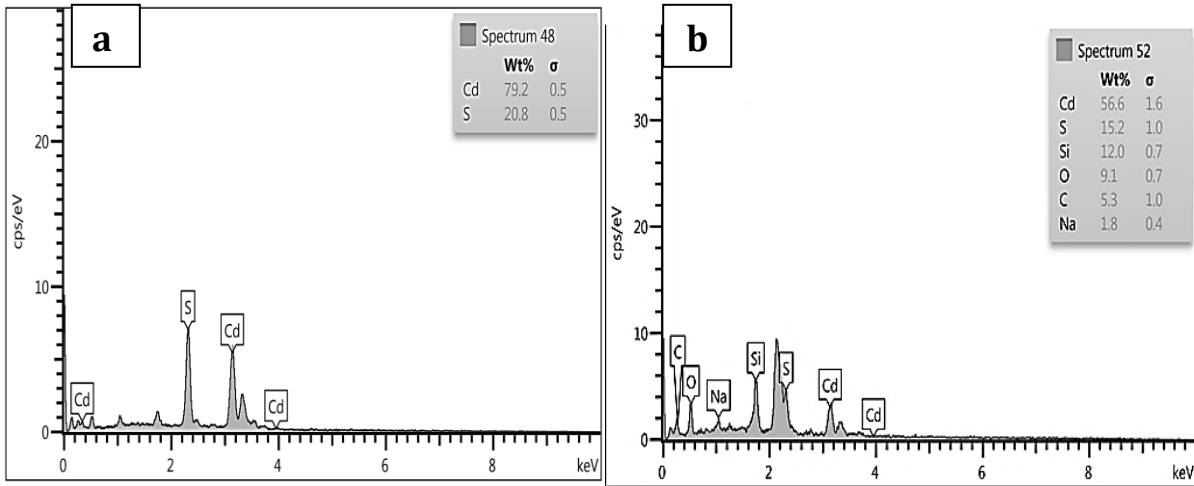 a
Spectrum 48
Wt% σ
Cd 79.2 0.5
S 20.8 0.5
20
10
0
cps/eV
S
Cd
Cd
Cd
0 2 4 6 8 keV
b
Spectrum 52
Wt% σ
Cd 56.6 1.6
S 15.2 1.0
Si 12.0 0.7
O 9.1 0.7
C 5.3 1.0
Na 1.8 0.4
30
20
10
0
cps/eV
C
O
Na
Si
S
Cd
Cd
0 2 4 6 8 keV